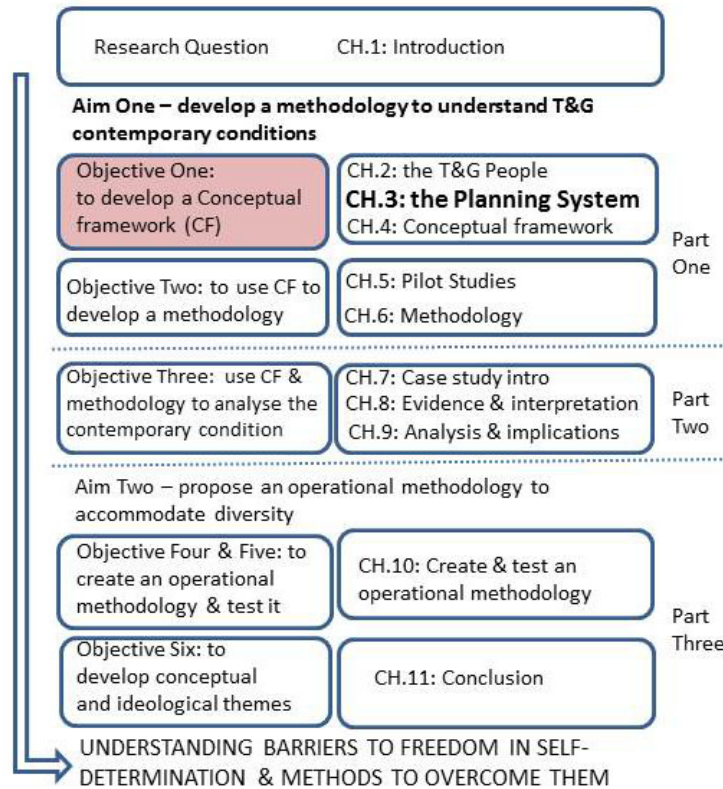 Research Question CH.1: Introduction
Aim One – develop a methodology to understand T&G
contemporary conditions
Objective One:
to develop a Conceptual
framework (CF)
CH.2: the T&G People
CH.3: the Planning System
CH.4: Conceptual framework
Objective Two: to use CF to
develop a methodology
CH.5: Pilot Studies
CH.6: Methodology
Part
One
Objective Three: use CF &
methodology to analyse the
contemporary condition
CH.7: Case study intro
CH.8: Evidence & interpretation
CH.9: Analysis & implications
Part
Two
Aim Two – propose an operational methodology to
accommodate diversity
Objective Four & Five: to
create an operational
methodology & test it
CH.10: Create & test an
operational methodology
Objective Six: to
develop conceptual
and ideological themes
CH.11: Conclusion
Part
Three
UNDERSTANDING BARRIERS TO FREEDOM IN SELF-
DETERMINATION & METHODS TO OVERCOME THEM